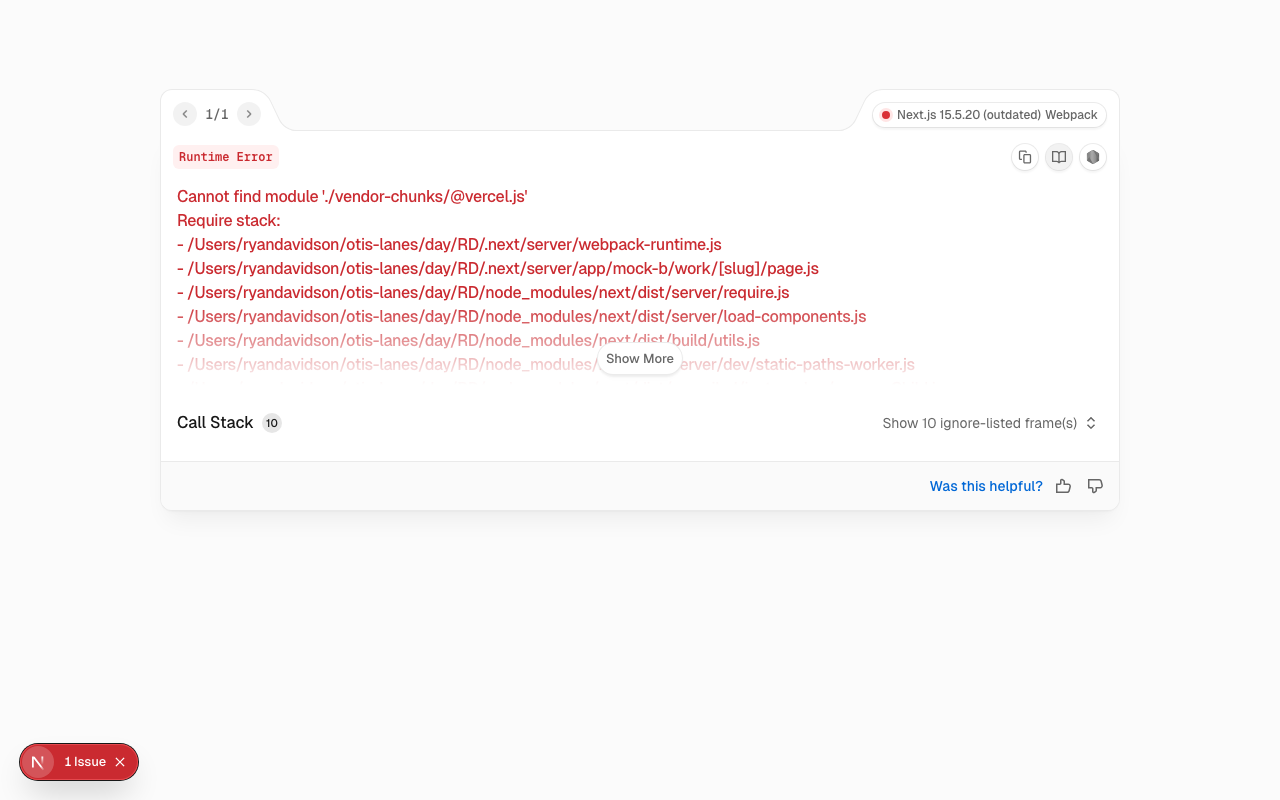 1/1
Next.js 15.5.20 (outdated) Webpack
Runtime Error
Cannot find module './vendor-chunks/@vercel.js'
Require stack:
- /Users/ryandavidson/otis-lanes/day/RD/.next/server/webpack-runtime.js
- /Users/ryandavidson/otis-lanes/day/RD/.next/server/app/mock-b/work/[slug]/page.js
- /Users/ryandavidson/otis-lanes/day/RD/node_modules/next/dist/server/require.js
- /Users/ryandavidson/otis-lanes/day/RD/node_modules/next/dist/server/load-components.js
- /Users/ryandavidson/otis-lanes/day/RD/node_modules/next/dist/build/utils.js
- /Users/ryandavidson/otis-lanes/day/RD/node_modules/ erver/dev/static-paths-worker.js
Show More
Call Stack 10
Show 10 ignore-listed frame(s)
Was this helpful?
N 1 Issue